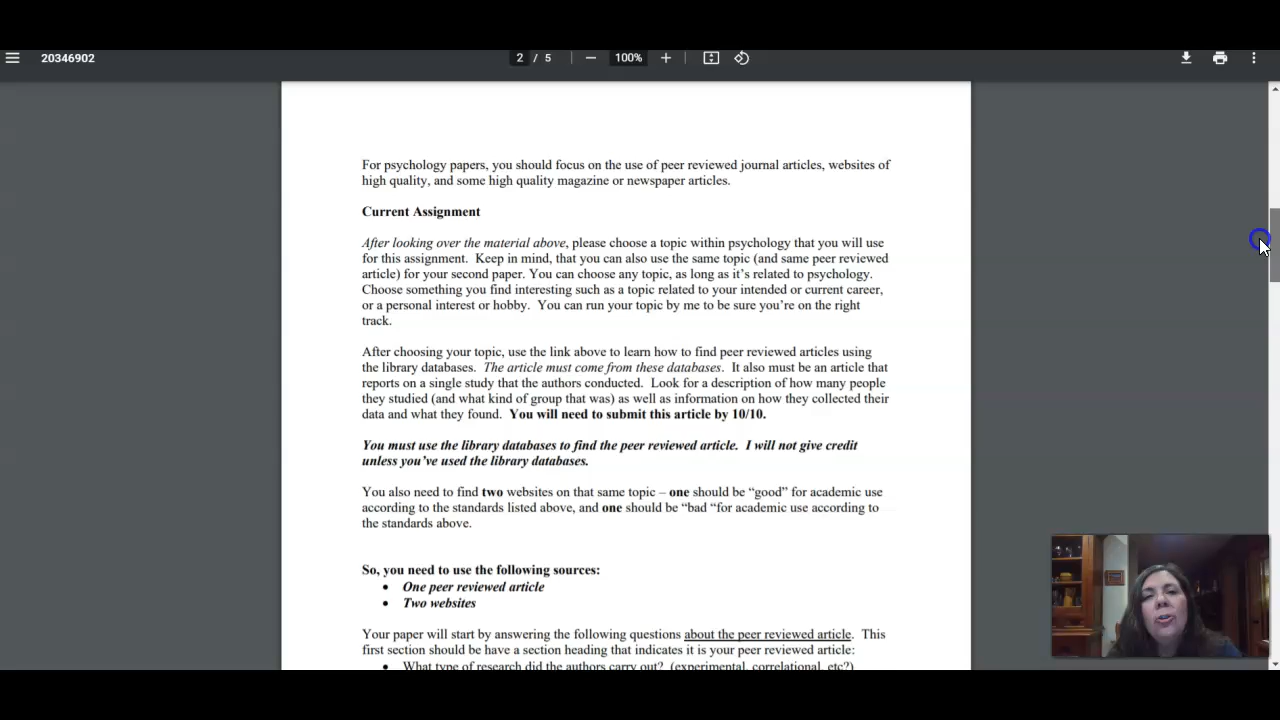 20346902
2 / 5
100%
For psychology papers, you should focus on the use of peer reviewed journal articles, websites of
high quality, and some high quality magazine or newspaper articles.
Current Assignment
After looking over the material above, please choose a topic within psychology that you will use
for this assignment.  Keep in mind, that you can also use the same topic (and same peer reviewed
article) for your second paper. You can choose any topic, as long as it’s related to psychology.
Choose something you find interesting such as a topic related to your intended or current career,
or a personal interest or hobby.  You can run your topic by me to be sure you’re on the right
track.
After choosing your topic, use the link above to learn how to find peer reviewed articles using
the library databases.  The article must come from these databases.  It also must be an article that
reports on a single study that the authors conducted.  Look for a description of how many people
they studied (and what kind of group that was) as well as information on how they collected their
data and what they found.  You will need to submit this article by 10/10.
You must use the library databases to find the peer reviewed article.  I will not give credit
unless you’ve used the library databases.
You also need to find two websites on that same topic – one should be “good” for academic use
according to the standards listed above, and one should be “bad “for academic use according to
the standards above.
So, you need to use the following sources:
• One peer reviewed article
• Two websites
Your paper will start by answering the following questions about the peer reviewed article.  This
first section should be have a section heading that indicates it is your peer reviewed article:
• What type of research did the authors carry out?  (experimental, correlational, etc?)